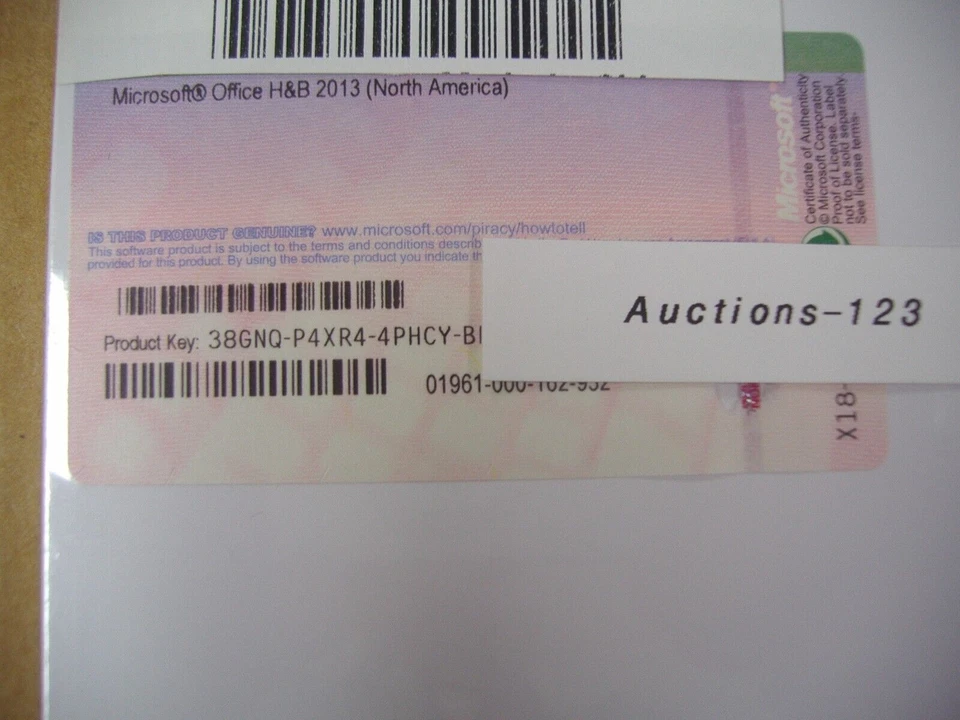 Microsoft® Office H&B 2013 (North America)
IS THIS PRODUCT GENUINE? www.microsoft.com/piracy/howtotell
This software product is subject to the terms and conditions
provided for this product. By using the software product you indicate
Product Key: 38GNQ-P4XR4-4PHCY-
01961-000-162-932
Auctions-123
Microsoft®
Certificate of Authenticity
© Microsoft Corporation
Proof of License. Label
not to be sold separately.
See license terms.
X18-